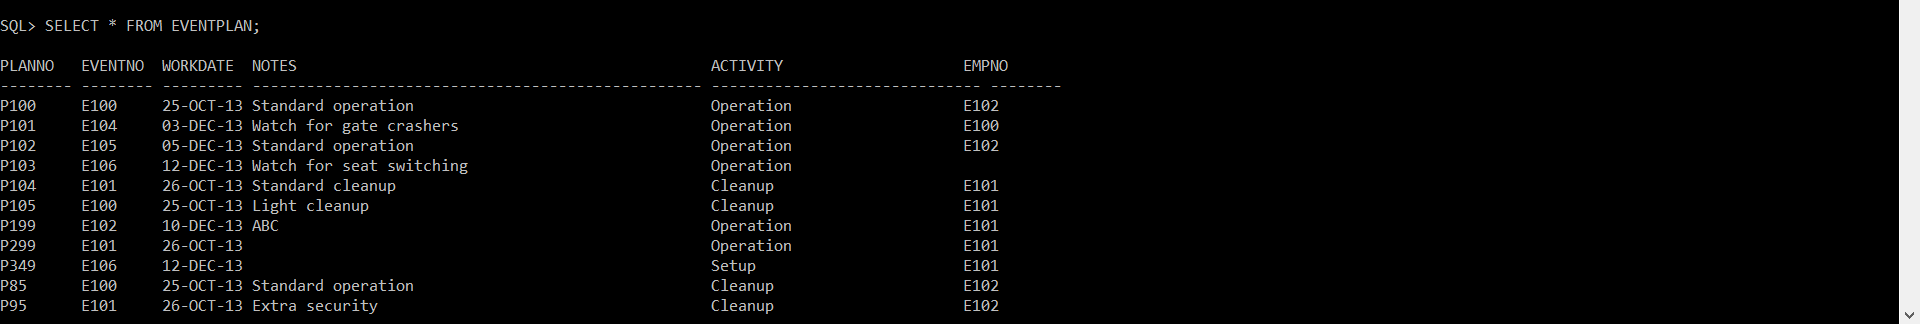 SQL> SELECT * FROM EVENTPLAN;
PLANNO   EVENTNO  WORKDATE  NOTES                                              ACTIVITY                    EMPNO
-------- -------- --------- -------------------------------------------------- ------------------------------ --------
P100     E100     25-OCT-13 Standard operation                                 Operation                   E102
P101     E104     03-DEC-13 Watch for gate crashers                            Operation                   E100
P102     E105     05-DEC-13 Standard operation                                 Operation                   E102
P103     E106     12-DEC-13 Watch for seat switching                           Operation
P104     E101     26-OCT-13 Standard cleanup                                   Cleanup                     E101
P105     E100     25-OCT-13 Light cleanup                                      Cleanup                     E101
P199     E102     10-DEC-13 ABC                                                Operation                   E101
P299     E101     26-OCT-13                                                    Operation                   E101
P349     E106     12-DEC-13                                                    Setup                       E101
P85      E100     25-OCT-13 Standard operation                                 Cleanup                     E102
P95      E101     26-OCT-13 Extra security                                     Cleanup                     E102